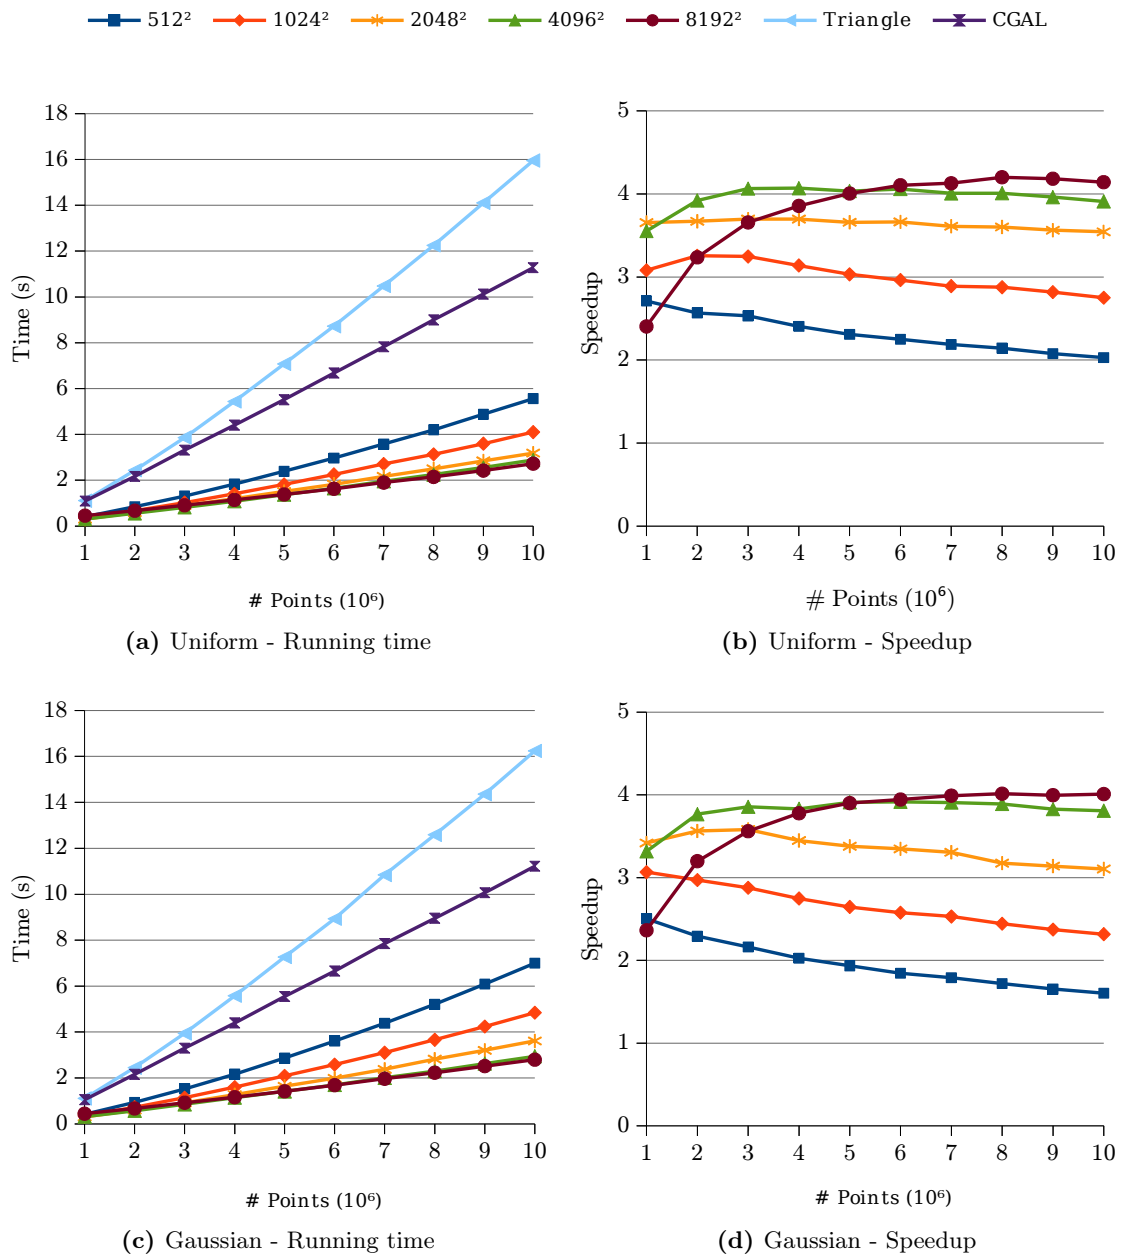 512² 1024² 2048² 4096² 8192² Triangle CGAL
18
16
14
12
10
8
6
4
2
0
Time (s)
1 2 3 4 5 6 7 8 9 10
# Points (10⁶)
(a) Uniform - Running time
5
4
3
2
1
0
Speedup
1 2 3 4 5 6 7 8 9 10
# Points (10⁶)
(b) Uniform - Speedup
18
16
14
12
10
8
6
4
2
0
Time (s)
1 2 3 4 5 6 7 8 9 10
# Points (10⁶)
(c) Gaussian - Running time
5
4
3
2
1
0
Speedup
1 2 3 4 5 6 7 8 9 10
# Points (10⁶)
(d) Gaussian - Speedup